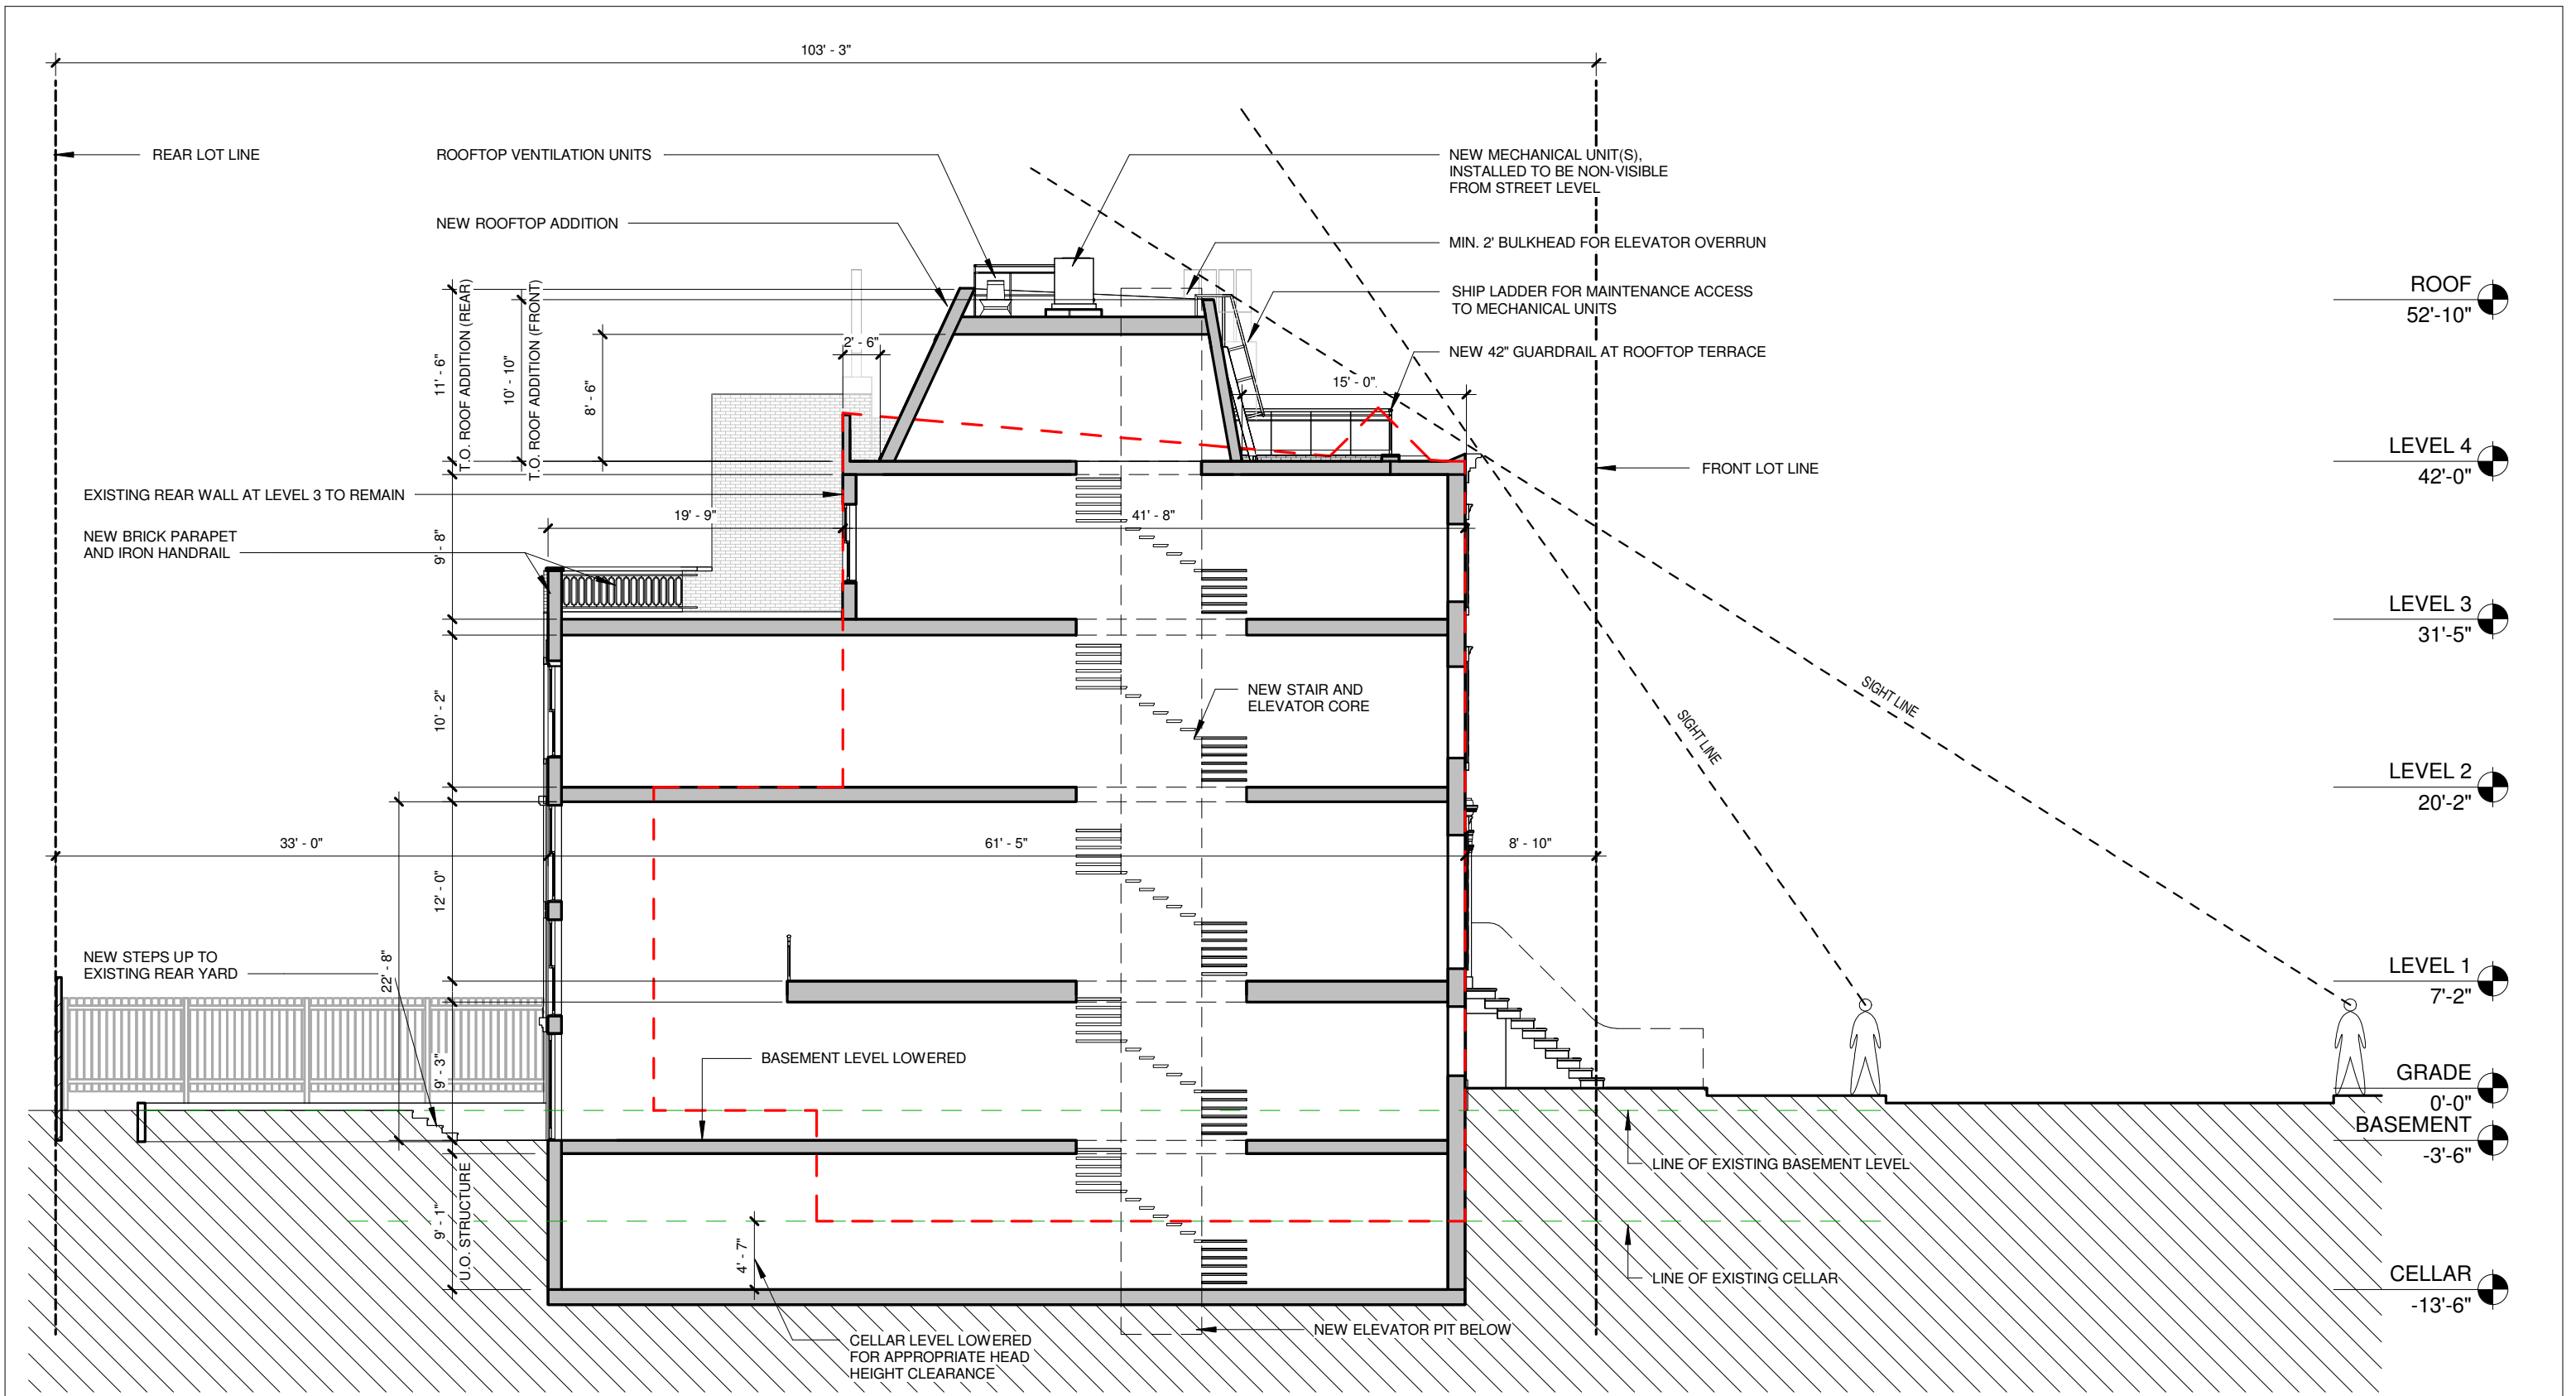 103' - 3"
REAR LOT LINE
ROOFTOP VENTILATION UNITS
NEW MECHANICAL UNIT(S),
INSTALLED TO BE NON-VISIBLE
FROM STREET LEVEL
NEW ROOFTOP ADDITION
MIN. 2' BULKHEAD FOR ELEVATOR OVERRUN
SHIP LADDER FOR MAINTENANCE ACCESS
TO MECHANICAL UNITS
ROOF
52'-10"
NEW 42" GUARDRAIL AT ROOFTOP TERRACE
11' - 6"
T.O. ROOF ADDITION (REAR)
10' - 10"
T.O. ROOF ADDITION (FRONT)
8' - 6"
2' - 6"
15' - 0"
LEVEL 4
42'-0"
FRONT LOT LINE
EXISTING REAR WALL AT LEVEL 3 TO REMAIN
19' - 9"
41' - 8"
NEW BRICK PARAPET
AND IRON HANDRAIL
9' - 8"
LEVEL 3
31'-5"
10' - 2"
NEW STAIR AND
ELEVATOR CORE
SIGHT LINE
SIGHT LINE
LEVEL 2
20'-2"
33' - 0"
61' - 5"
8' - 10"
12' - 0"
22' - 8"
NEW STEPS UP TO
EXISTING REAR YARD
LEVEL 1
7'-2"
9' - 3"
BASEMENT LEVEL LOWERED
GRADE
0'-0"
BASEMENT
-3'-6"
LINE OF EXISTING BASEMENT LEVEL
9' - 1"
U.O. STRUCTURE
4' - 7"
LINE OF EXISTING CELLAR
CELLAR
-13'-6"
NEW ELEVATOR PIT BELOW
CELLAR LEVEL LOWERED
FOR APPROPRIATE HEAD
HEIGHT CLEARANCE